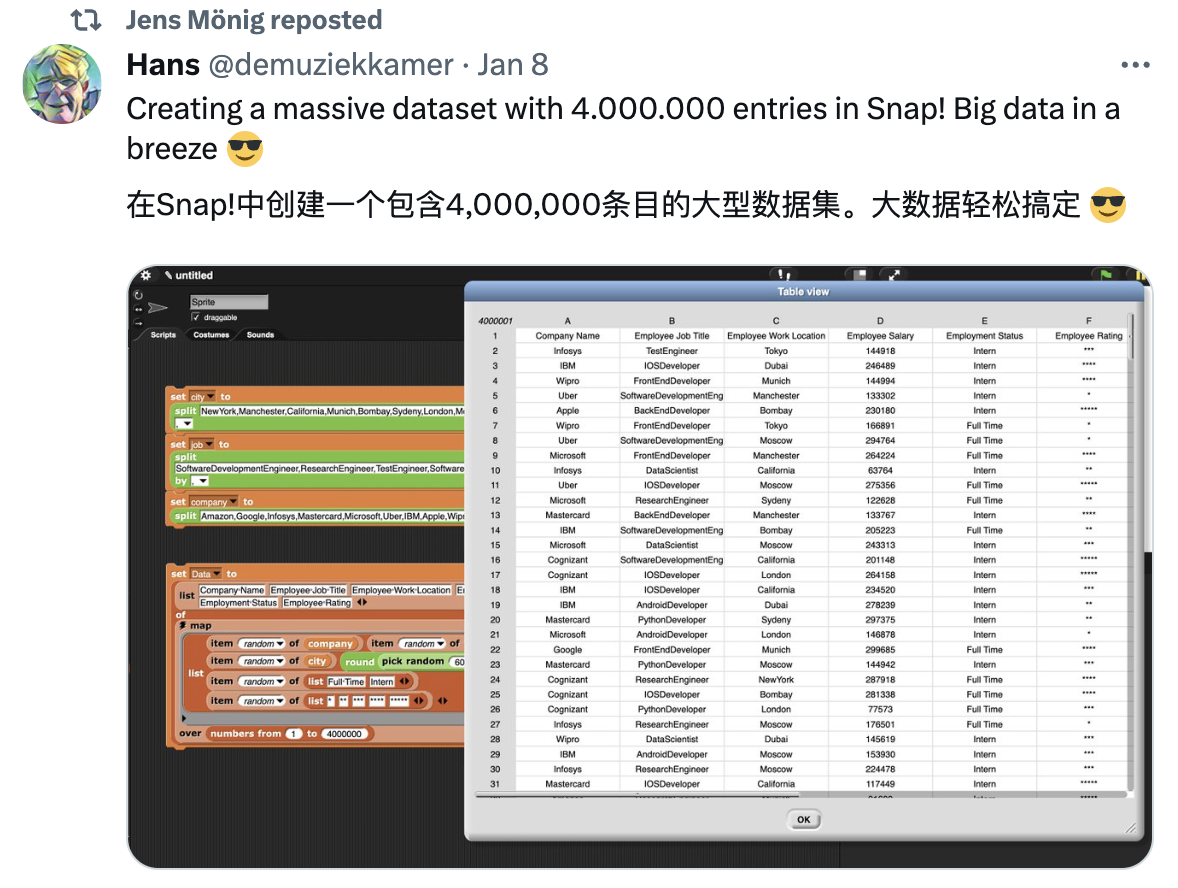 Jens Mönig reposted
Hans @demuziekkamer · Jan 8
Creating a massive dataset with 4.000.000 entries in Snap! Big data in a
breeze 😎
在Snap!中创建一个包含4,000,000条目的大型数据集。大数据轻松搞定 😎
untitled
Sprite
draggable
Scripts Costumes Sounds
set city to
split NewYork,Manchester,California,Munich,Bombay,Sydeny,London,
,
set job to
split
SoftwareDevelopmentEngineer,ResearchEngineer,TestEngineer,Software
by ,
set company to
split Amazon,Google,Infosys,Mastercard,Microsoft,Uber,IBM,Apple,
set Data to
list Company Name Employee Job Title Employee Work Location
Employment Status Employee Rating
of
map
item random of company item random of
item random of city round pick random 60
list
item random of list Full Time Intern
item random of list * ** *** **** *****
over numbers from 1 to 4000000
Table view
4000001 A B C D E F
1 Company Name Employee Job Title Employee Work Location Employee Salary Employment Status Employee Rating
2 Infosys TestEngineer Tokyo 144918 Intern ***
3 IBM IOSDeveloper Dubai 246489 Intern ****
4 Wipro FrontEndDeveloper Munich 144994 Intern ****
5 Uber SoftwareDevelopmentEng Manchester 133302 Intern *
6 Apple BackEndDeveloper Bombay 230180 Intern *****
7 Wipro FrontEndDeveloper Tokyo 166891 Full Time *
8 Uber SoftwareDevelopmentEng Moscow 294764 Full Time *
9 Microsoft FrontEndDeveloper Manchester 264224 Full Time ****
10 Infosys DataScientist California 63764 Intern **
11 Uber IOSDeveloper Moscow 275356 Full Time *****
12 Microsoft ResearchEngineer Sydeny 122628 Full Time **
13 Mastercard BackEndDeveloper Manchester 133767 Intern ****
14 IBM SoftwareDevelopmentEng Bombay 205223 Full Time **
15 Microsoft DataScientist Moscow 243313 Intern ***
16 Cognizant SoftwareDevelopmentEng California 201148 Intern *****
17 Cognizant IOSDeveloper London 264158 Intern *****
18 IBM IOSDeveloper California 234520 Intern ***
19 IBM AndroidDeveloper Dubai 278239 Intern **
20 Mastercard PythonDeveloper Sydeny 297375 Intern **
21 Microsoft AndroidDeveloper London 146878 Intern *
22 Google FrontEndDeveloper Munich 299685 Full Time ****
23 Mastercard PythonDeveloper Moscow 144942 Intern ***
24 Cognizant ResearchEngineer NewYork 287918 Full Time ****
25 Cognizant IOSDeveloper Bombay 281338 Full Time ****
26 Cognizant PythonDeveloper London 77573 Full Time ***
27 Infosys ResearchEngineer Moscow 176501 Full Time *
28 Wipro DataScientist Dubai 145619 Intern ***
29 IBM AndroidDeveloper Moscow 153930 Intern ***
30 Infosys ResearchEngineer Moscow 224478 Intern ***
31 Mastercard IOSDeveloper California 117449 Intern *****
OK